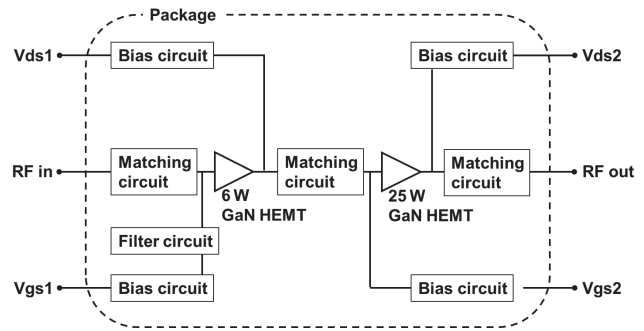 Package
Vds1
Bias circuit
Bias circuit
Vds2
RF in
Matching
circuit
6 W
GaN HEMT
Matching
circuit
25 W
GaN HEMT
Matching
circuit
RF out
Filter circuit
Vgs1
Bias circuit
Bias circuit
Vgs2